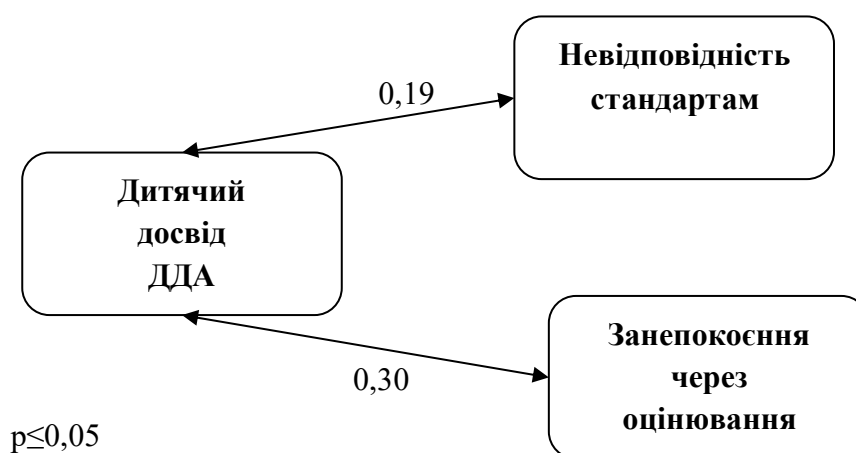 Невідповідність
стандартам
0,19
Дитячий
досвід
ДДА
0,30
Занепокоєння
через
оцінювання
p≤0,05